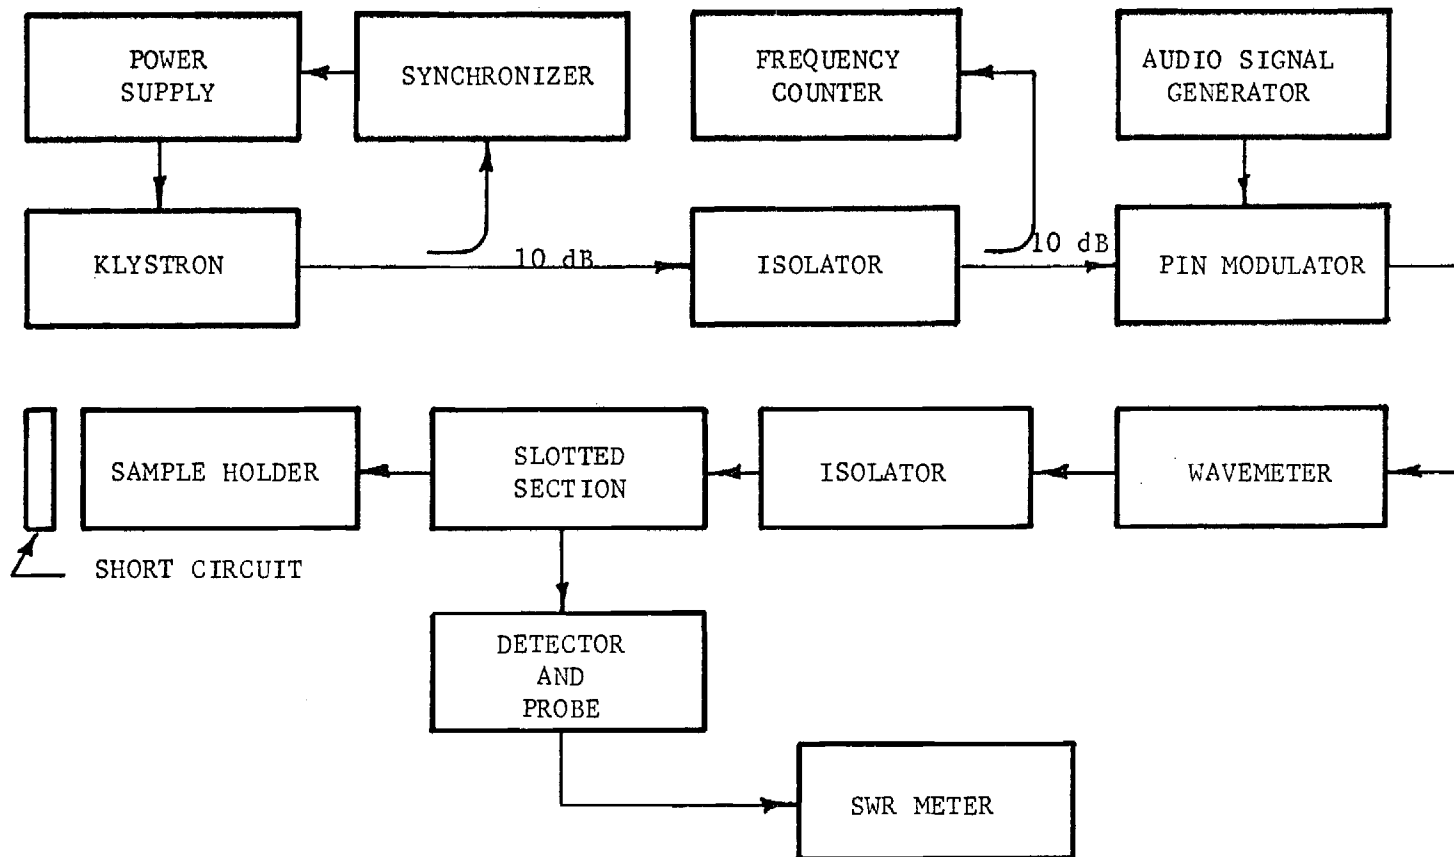 POWER
SUPPLY
SYNCHRONIZER
FREQUENCY
COUNTER
AUDIO SIGNAL
GENERATOR
KLYSTRON
10 dB
ISOLATOR
10 dB
PIN MODULATOR
SAMPLE HOLDER
SLOTTED
SECTION
ISOLATOR
WAVEMETER
SHORT CIRCUIT
DETECTOR
AND
PROBE
SWR METER